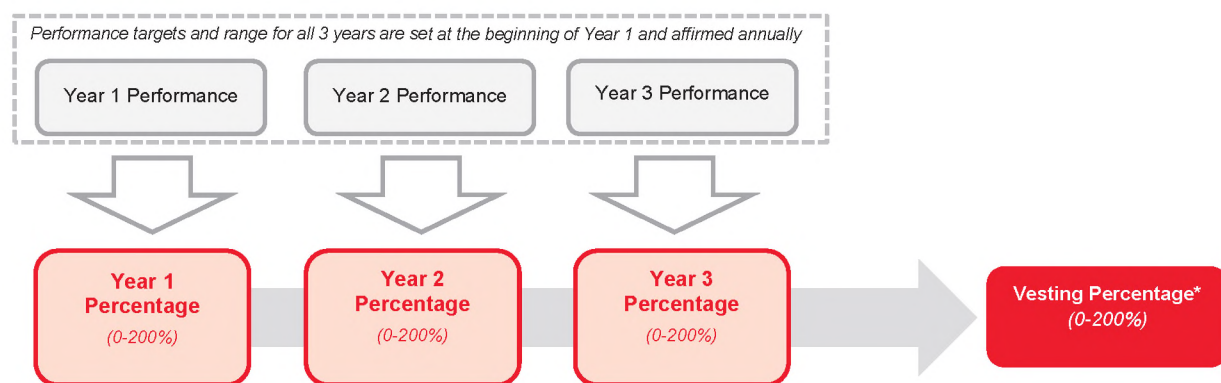 Performance targets and range for all 3 years are set at the beginning of Year 1 and affirmed annually
Year 1 Performance
Year 2 Performance
Year 3 Performance
Year 1
Percentage
(0-200%)
Year 2
Percentage
(0-200%)
Year 3
Percentage
(0-200%)
Vesting Percentage*
(0-200%)